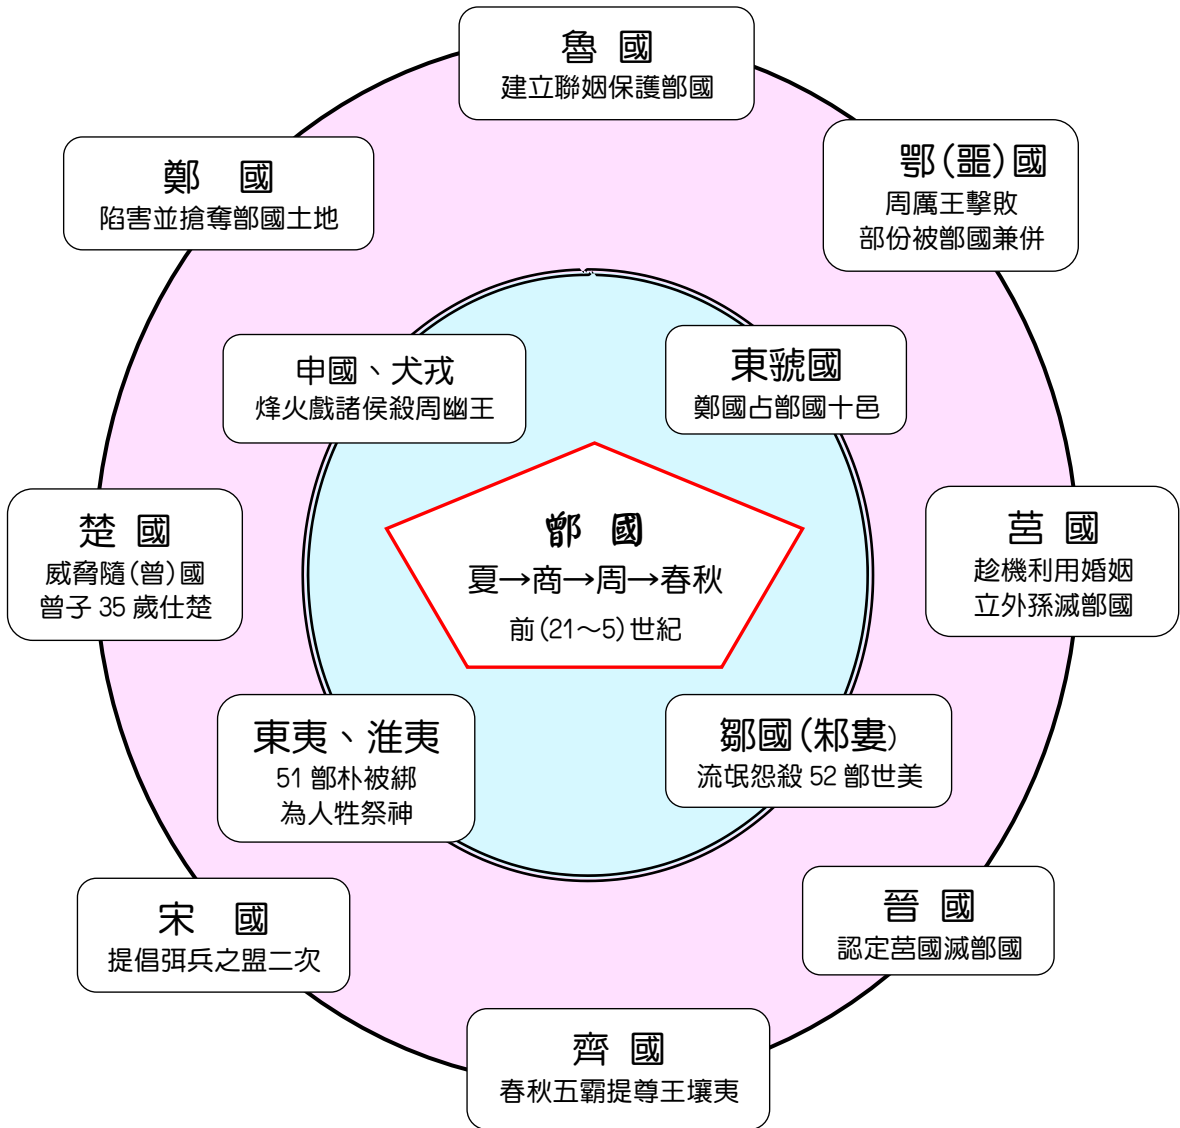 魯 國
建立聯姻保護鄫國
鄂(噩)國
周厲王擊敗
部份被鄫國兼併
鄭 國
陷害並搶奪鄫國土地
申國、犬戎
烽火戲諸侯殺周幽王
東虢國
鄭國占鄫國十邑
楚 國
威脅隨(曾)國
曾子 35 歲仕楚
鄫 國
夏→商→周→春秋
前(21～5)世紀
莒 國
趁機利用婚姻
立外孫滅鄫國
東夷、淮夷
51 鄫朴被綁
為人牲祭神
鄒國(邾婁)
流氓怨殺 52 鄫世美
宋 國
提倡弭兵之盟二次
晉 國
認定莒國滅鄫國
齊 國
春秋五霸提尊王壤夷